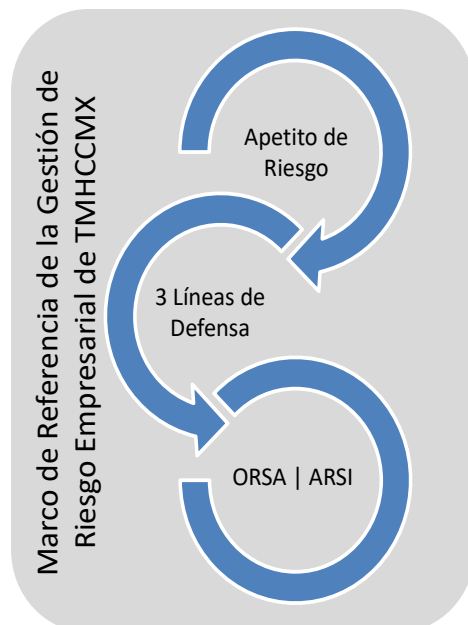 Marco de Referencia de la Gestión de
Riesgo Empresarial de TMHCCMX
Apetito de
Riesgo
3 Líneas de
Defensa
ORSA | ARSI